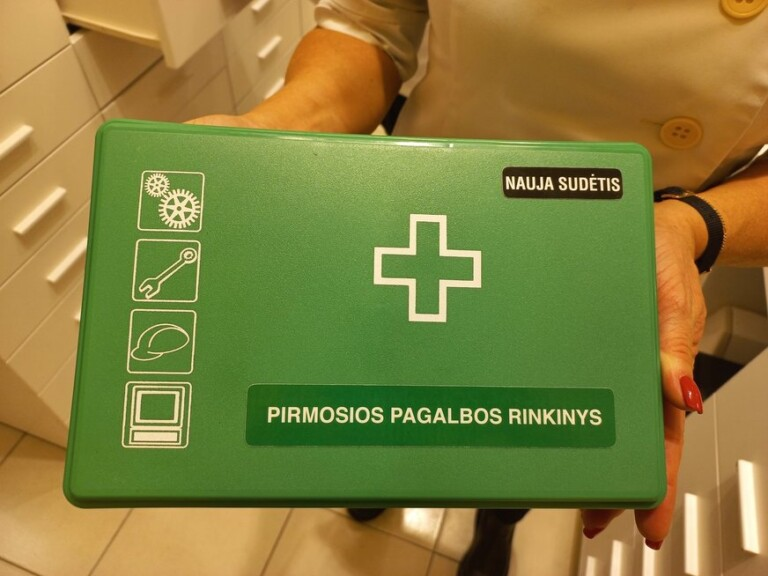 NAUJA SUDĖTIS
PIRMOSIOS PAGALBOS RINKINYS